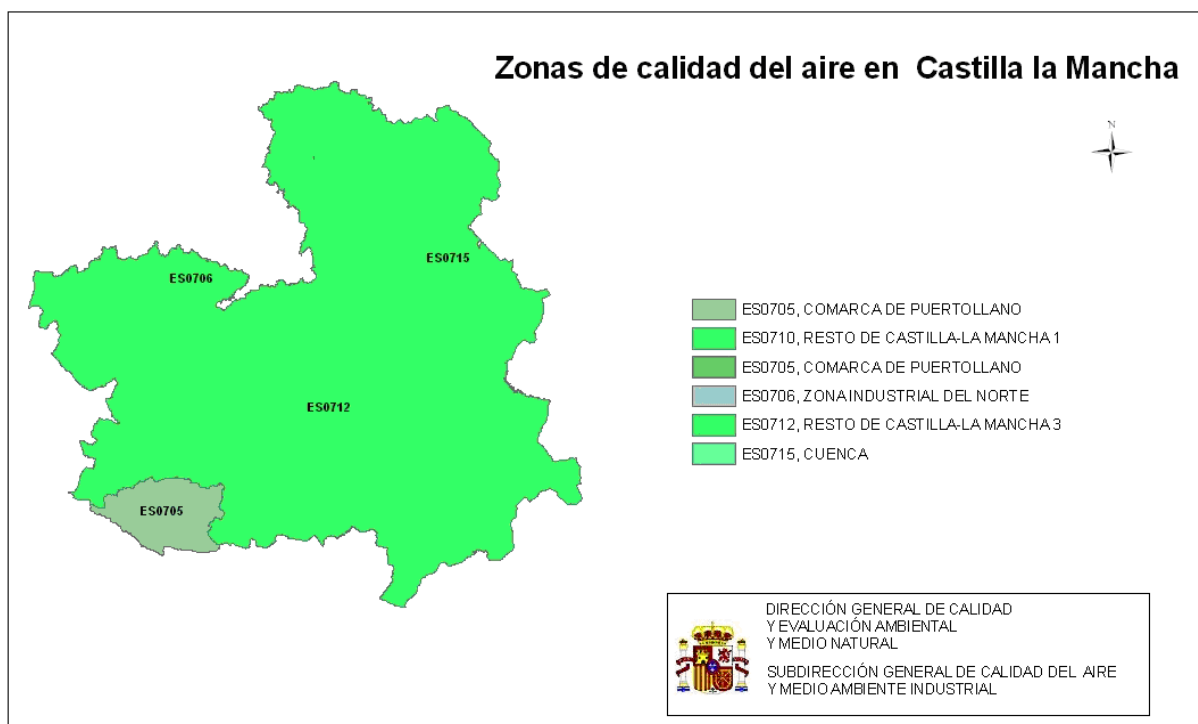 Zonas de calidad del aire en Castilla la Mancha
N
ES0715
ES0706
ES0712
ES0705
ES0705, COMARCA DE PUERTOLLANO
ES0710, RESTO DE CASTILLA-LA MANCHA 1
ES0705, COMARCA DE PUERTOLLANO
ES0706, ZONA INDUSTRIAL DEL NORTE
ES0712, RESTO DE CASTILLA-LA MANCHA 3
ES0715, CUENCA
DIRECCIÓN GENERAL DE CALIDAD
Y EVALUACIÓN AMBIENTAL
Y MEDIO NATURAL
SUBDIRECCIÓN GENERAL DE CALIDAD DEL AIRE
Y MEDIO AMBIENTE INDUSTRIAL